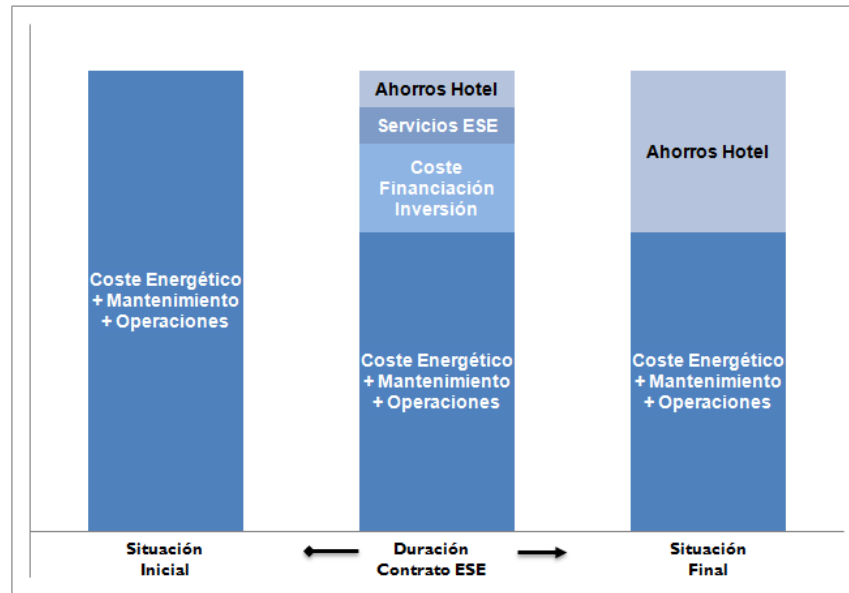 Coste Energético
+ Mantenimiento
+ Operaciones
Ahorros Hotel
Servicios ESE
Coste
Financiación
Inversión
Coste Energético
+ Mantenimiento
+ Operaciones
Ahorros Hotel
Coste Energético
+ Mantenimiento
+ Operaciones
Situación
Inicial
Duración
Contrato ESE
Situación
Final